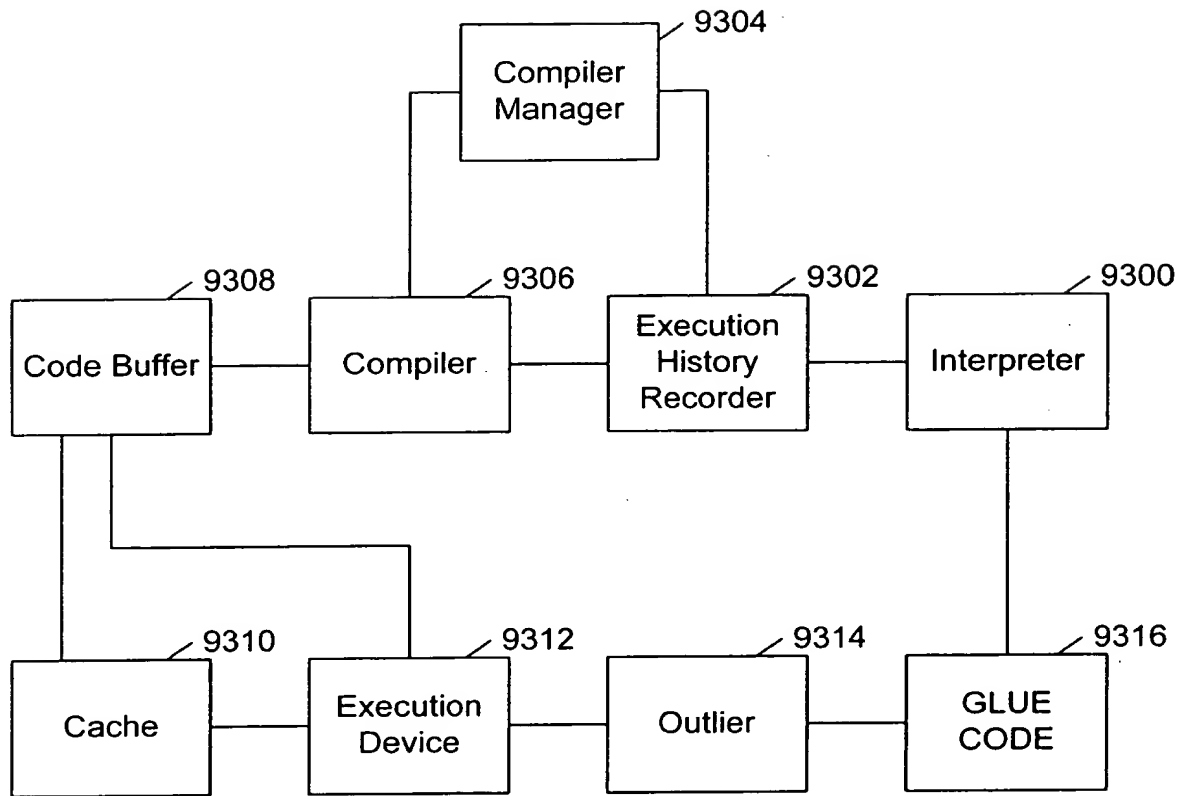 9304
Compiler
Manager
9308
9306
9302
9300
Code Buffer
Compiler
Execution
History
Recorder
Interpreter
9310
9312
9314
9316
Cache
Execution
Device
Outlier
GLUE
CODE